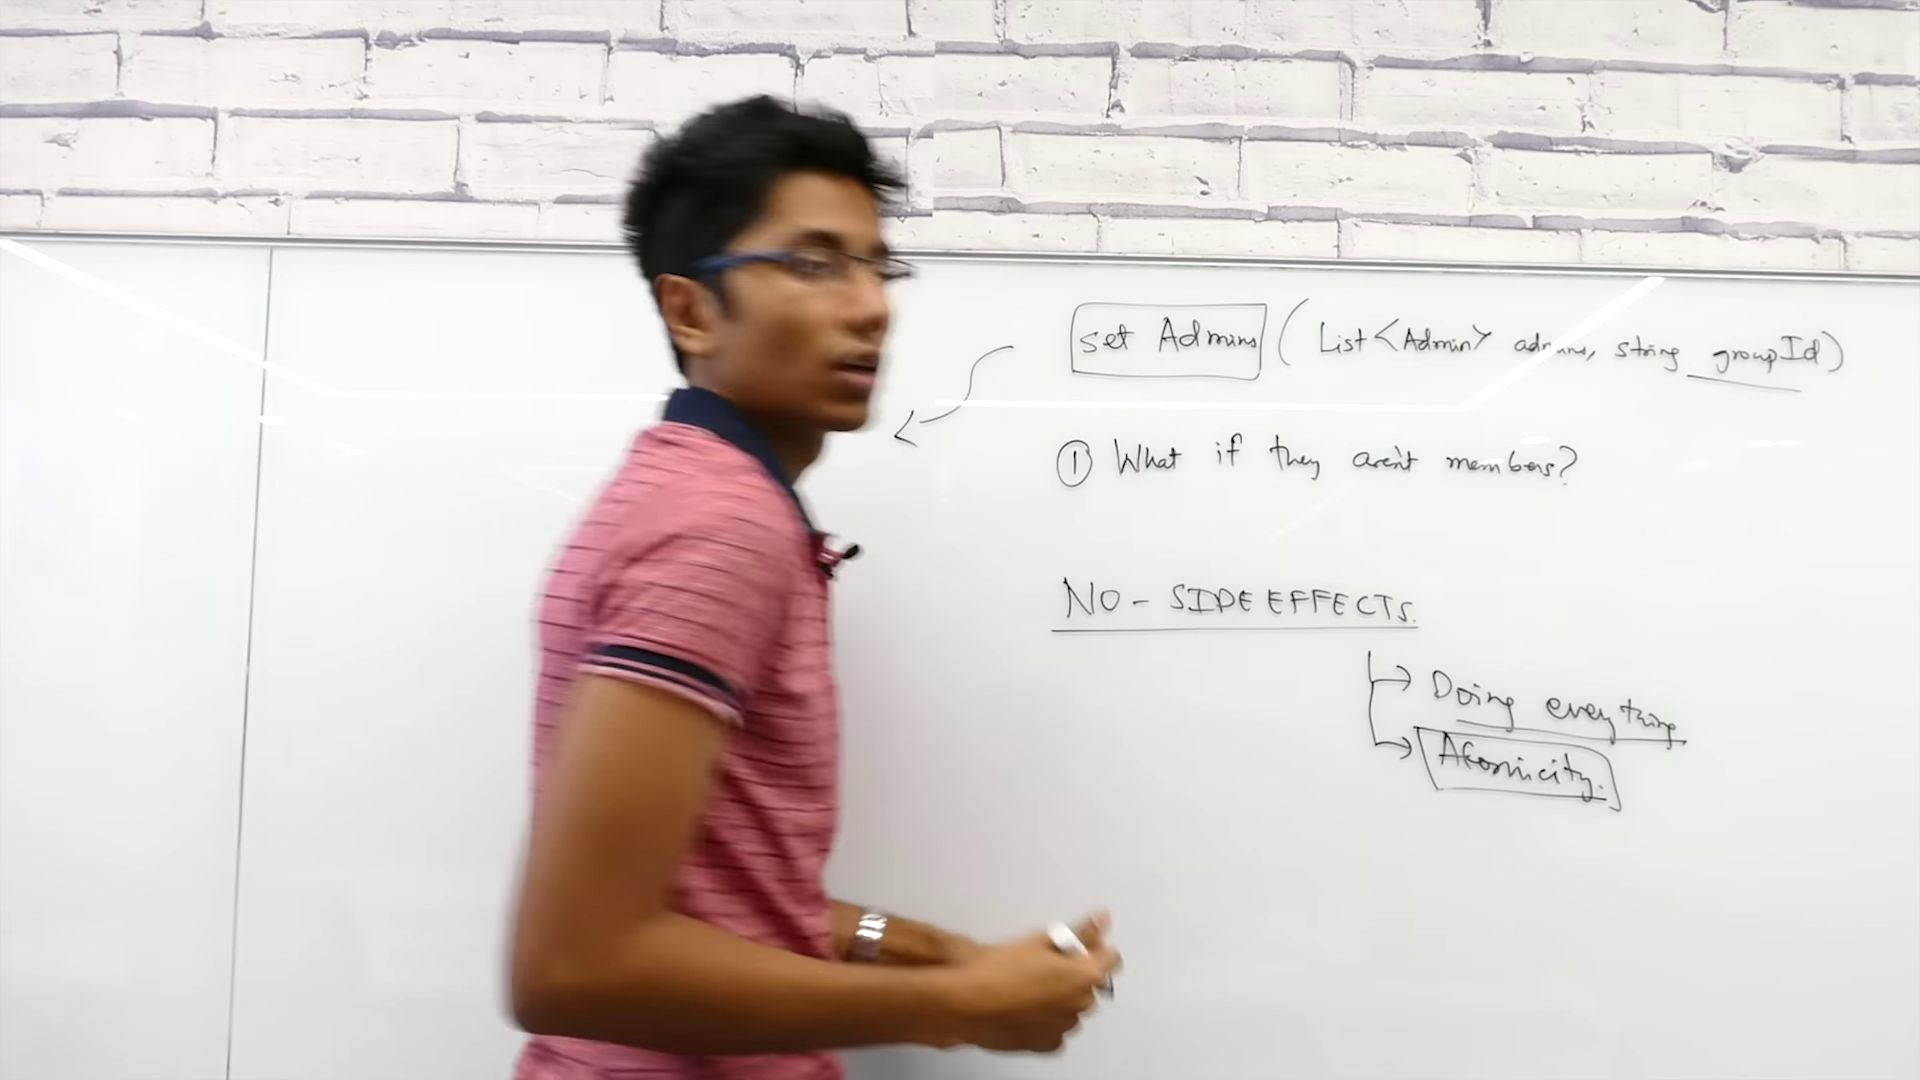 set Admins ( List<Admin> admins, string groupId)
① What if they aren't members?
NO - SIDE EFFECTS.
Doing everything
Atomicity.